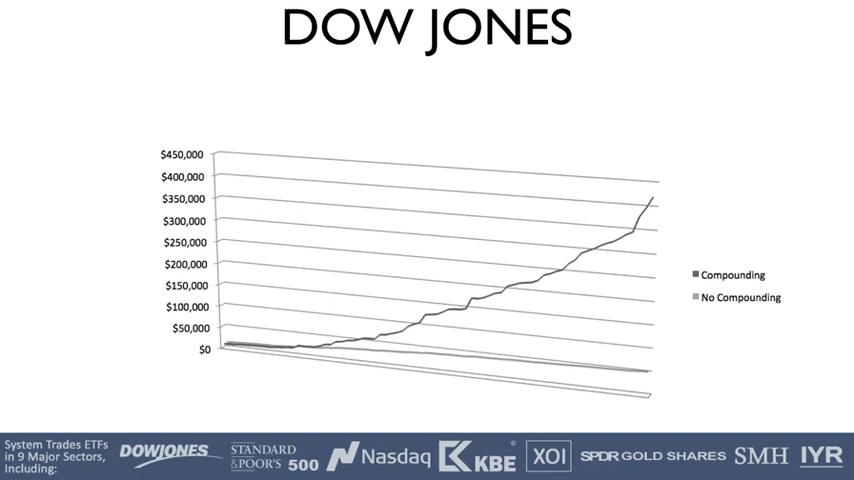 DOW JONES
$450,000
$400,000
$350,000
$300,000
$250,000
$200,000
$150,000
$100,000
$50,000
$0
Compounding
No Compounding
System Trades ETFs
in 9 Major Sectors,
Including:
DOWJONES
STANDARD
&POOR'S 500
Nasdaq
KBE
XOI
SPDR GOLD SHARES
SMH
IYR